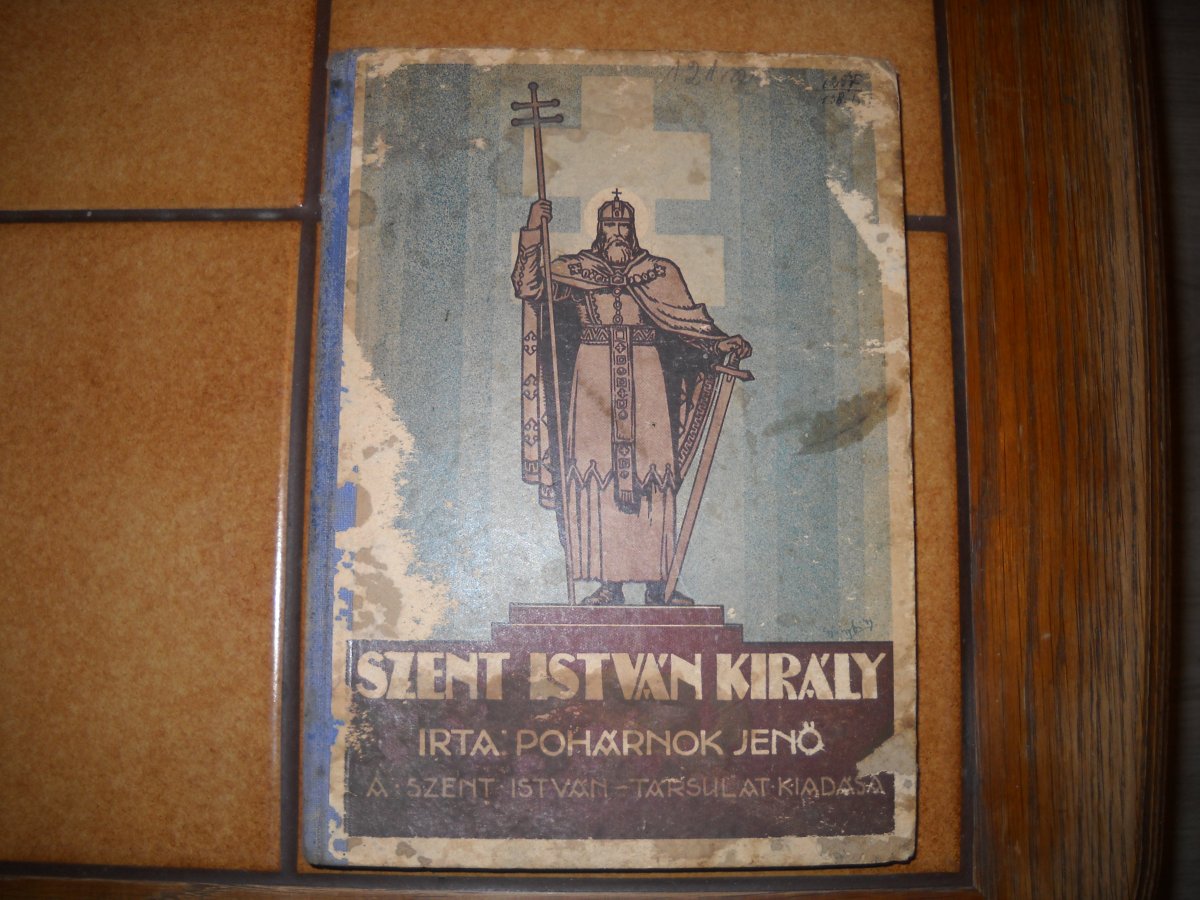 SZENT ISTVÁN KIRÁLY
IRTA: POHÁRNOK JENŐ
A · SZENT · ISTVÁN – TÁRSULAT · KIADÁSA